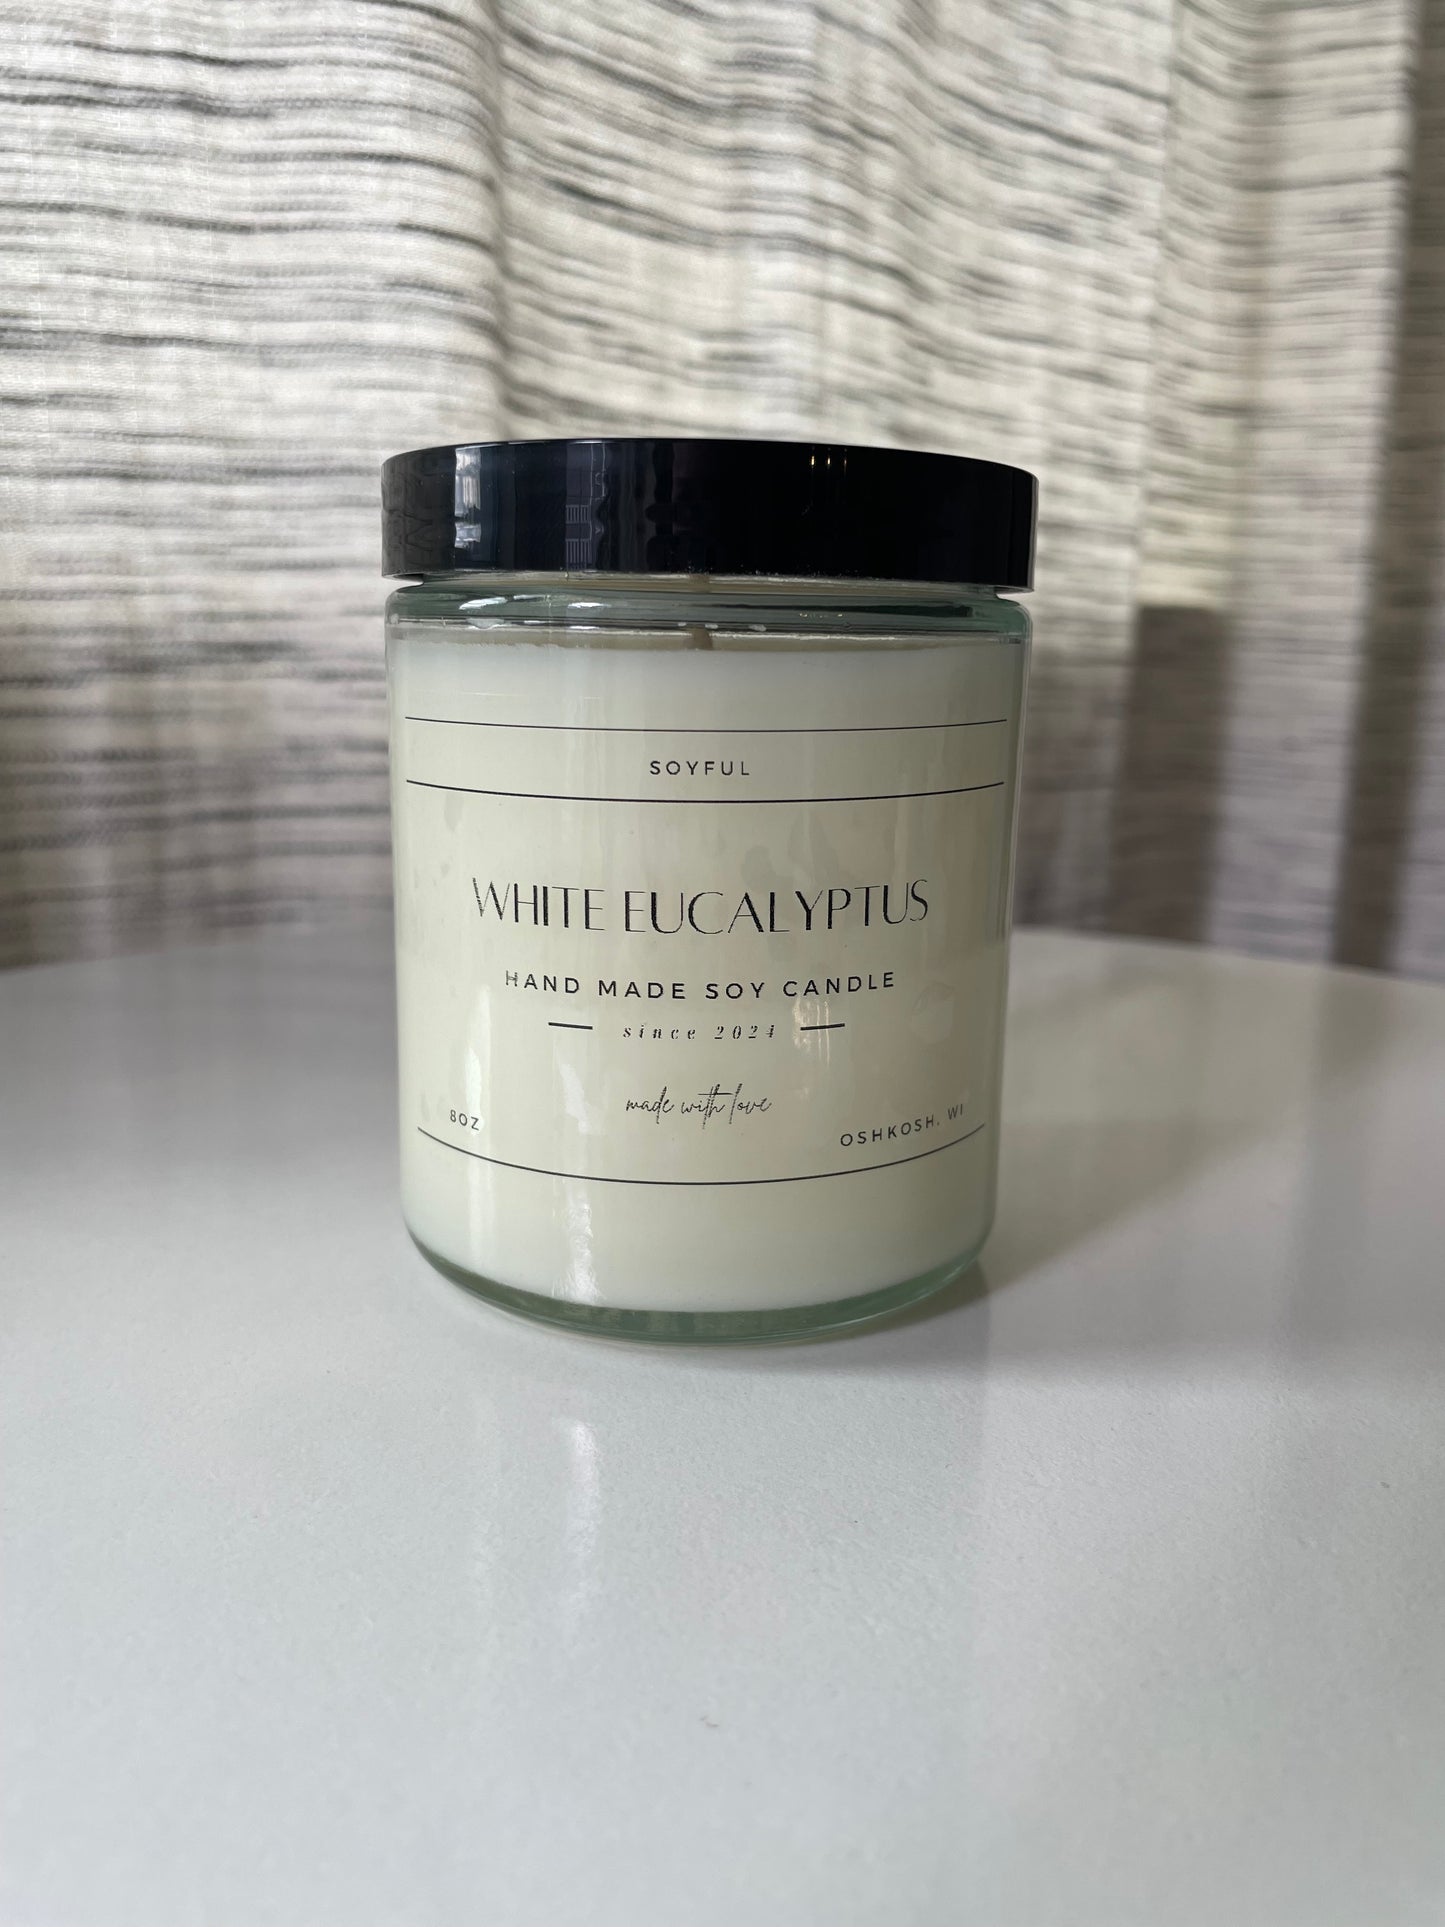 SOYFUL
WHITE EUCALYPTUS
HAND MADE SOY CANDLE
since 2024
made with love
8OZ
OSHKOSH, WI